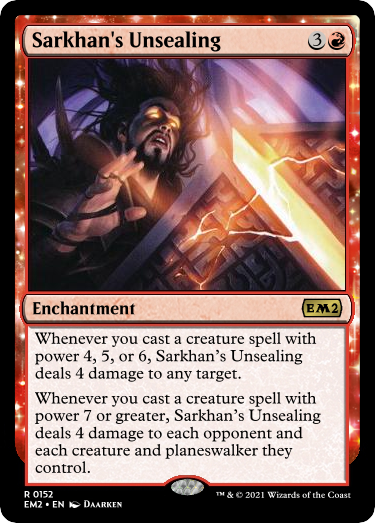 Sarkhan's Unsealing 3
Enchantment EM2
Whenever you cast a creature spell with
power 4, 5, or 6, Sarkhan's Unsealing
deals 4 damage to any target.
Whenever you cast a creature spell with
power 7 or greater, Sarkhan's Unsealing
deals 4 damage to each opponent and
each creature and planeswalker they
control.
R 0152
EM2 • EN DAARKEN ™ & © 2021 Wizards of the Coast